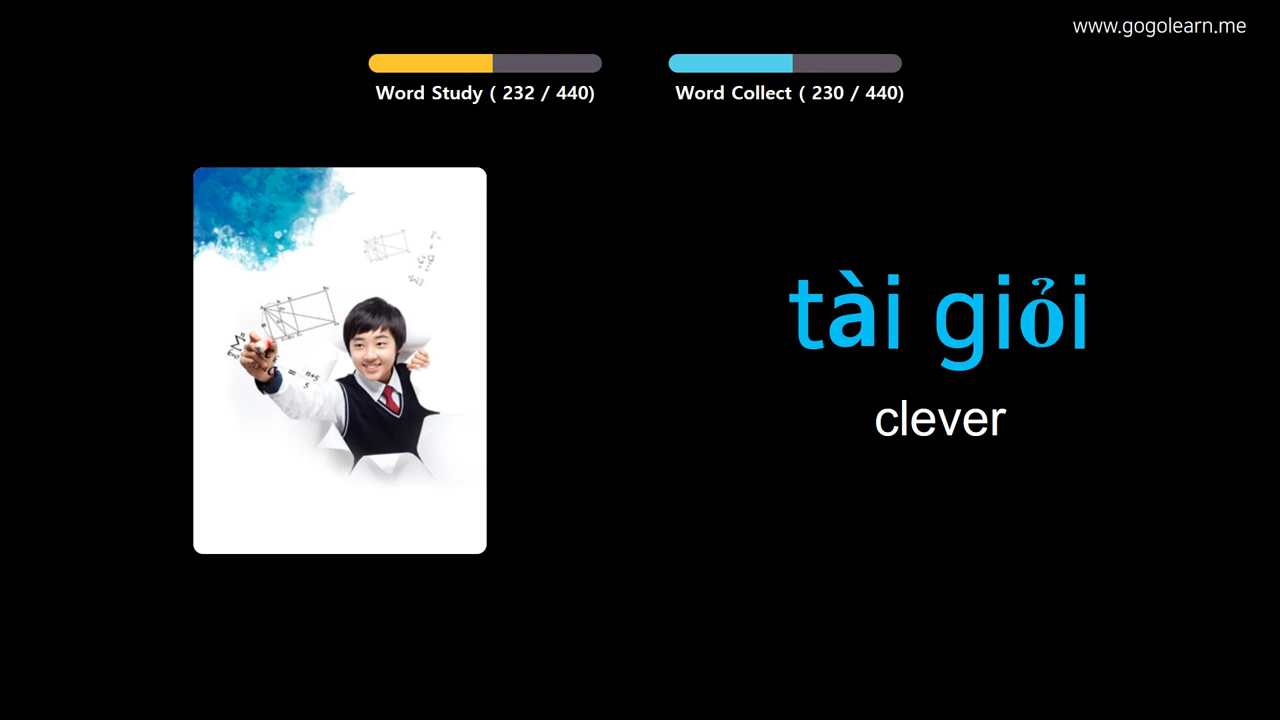 www.gogolearn.me
Word Study ( 232 / 440)
Word Collect ( 230 / 440)
tài giỏi
clever